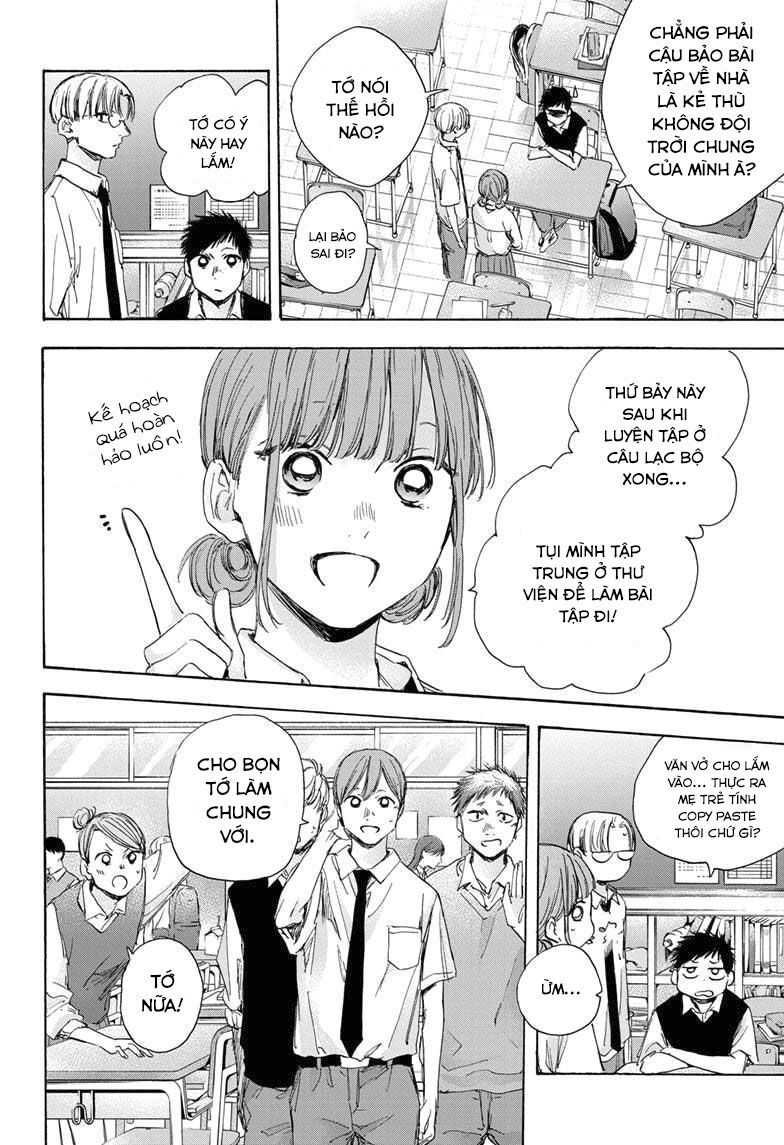 CHẲNG PHẢI
CẬU BẢO BÀI
TẬP VỀ NHÀ
LÀ KẺ THÙ
KHÔNG ĐỘI
TRỜI CHUNG
CỦA MÌNH À?
TỚ NÓI
THẾ HỒI
NÀO?
LẠI BẢO
SAI ĐI?
TỚ CÓ Ý
NÀY HAY
LẮM!
THỨ BẢY NÀY
SAU KHI
LUYỆN TẬP Ở
CÂU LẠC BỘ
XONG...
TỤI MÌNH TẬP
TRUNG Ở THƯ
VIỆN ĐỂ LÀM BÀI
TẬP ĐI!
Kế hoạch
quá hoàn
hảo luôn!
VĂN VỞ CHO LẮM
VÀO... THỰC RA
MẸ TRẺ TÍNH
COPY PASTE
THÔI CHỨ GÌ?
ỪM...
CHO BỌN
TỚ LÀM
CHUNG
VỚI.
TỚ
NỮA!